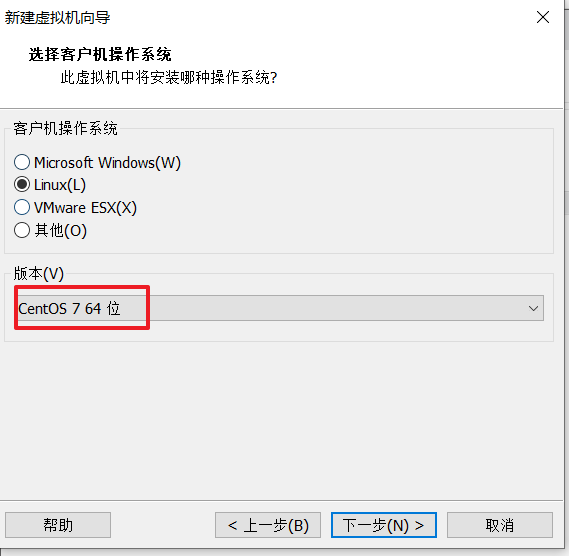 新建虚拟机向导
选择客户机操作系统
此虚拟机中将安装哪种操作系统?
客户机操作系统
Microsoft Windows(W)
Linux(L)
VMware ESX(X)
其他(O)
版本(V)
CentOS 7 64 位
帮助
< 上一步(B)
下一步(N) >
取消